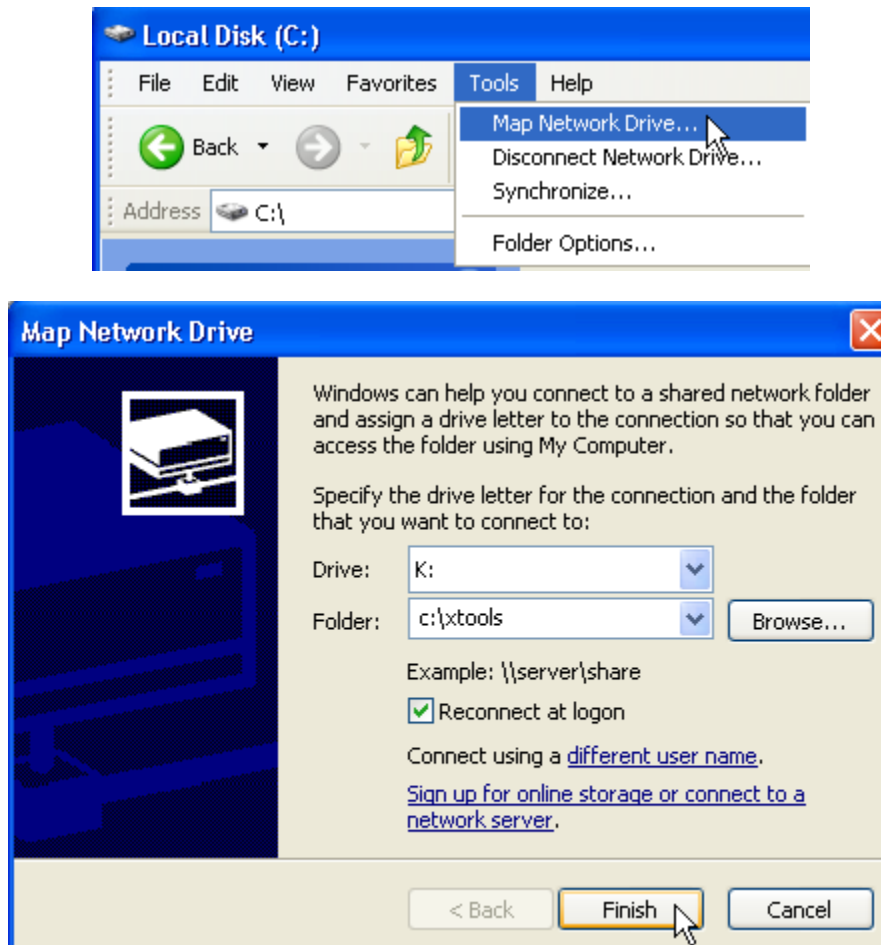 Local Disk (C:)
File Edit View Favorites Tools Help
Map Network Drive...
Back
Disconnect Network Drive...
Synchronize...
Address C:\
Folder Options...
Map Network Drive
Windows can help you connect to a shared network folder
and assign a drive letter to the connection so that you can
access the folder using My Computer.
Specify the drive letter for the connection and the folder
that you want to connect to:
Drive: K:
Folder: c:\xtools Browse...
Example: \\server\share
Reconnect at logon
Connect using a different user name.
Sign up for online storage or connect to a
network server.
< Back Finish Cancel